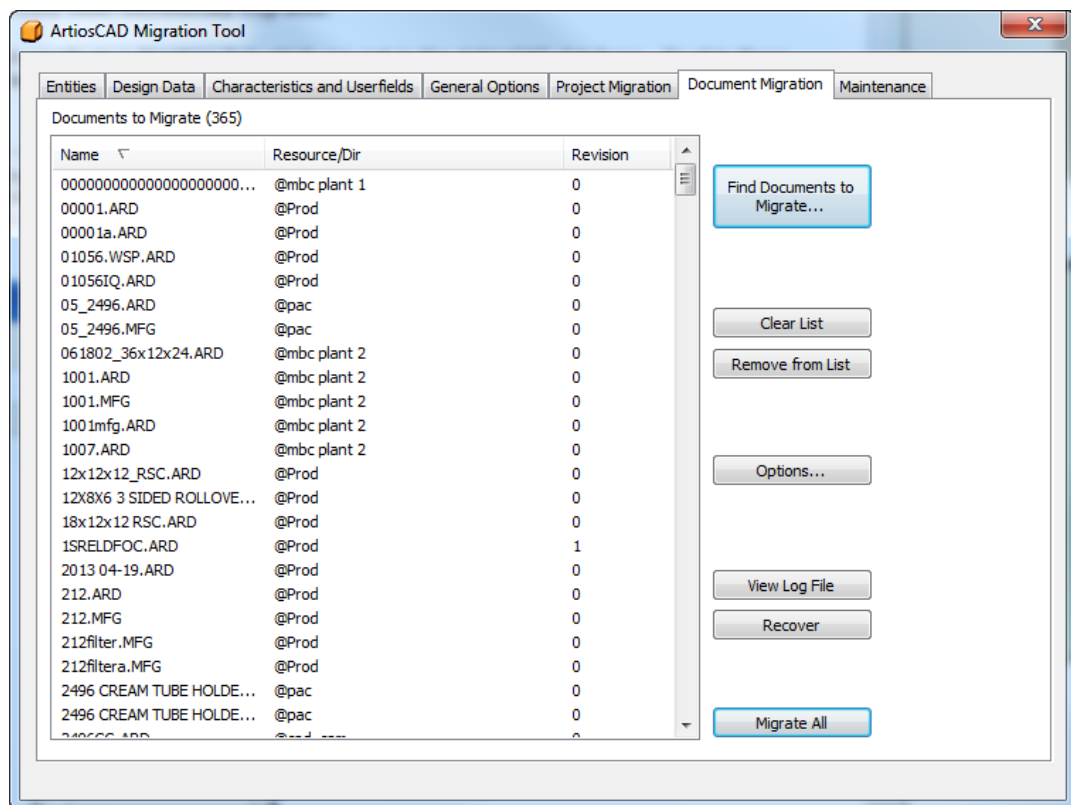 ArtiosCAD Migration Tool
Entities Design Data Characteristics and Userfields General Options Project Migration Document Migration Maintenance
Documents to Migrate (365)
Name Resource/Dir Revision
000000000000000000000... @mbc plant 1 0
00001.ARD @Prod 0
00001a.ARD @Prod 0
01056.WSP.ARD @Prod 0
01056IQ.ARD @Prod 0
05_2496.ARD @pac 0
05_2496.MFG @pac 0
061802_36x12x24.ARD @mbc plant 2 0
1001.ARD @mbc plant 2 0
1001.MFG @mbc plant 2 0
1001mfg.ARD @mbc plant 2 0
1007.ARD @mbc plant 2 0
12x12x12_RSC.ARD @Prod 0
12X8X6 3 SIDED ROLLOVE... @Prod 0
18x12x12 RSC.ARD @Prod 0
1SRELDFOC.ARD @Prod 1
2013 04-19.ARD @Prod 0
212.ARD @Prod 0
212.MFG @Prod 0
212filter.MFG @Prod 0
212filtera.MFG @Prod 0
2496 CREAM TUBE HOLDE... @pac 0
2496 CREAM TUBE HOLDE... @pac 0
Find Documents to
Migrate...
Clear List
Remove from List
Options...
View Log File
Recover
Migrate All